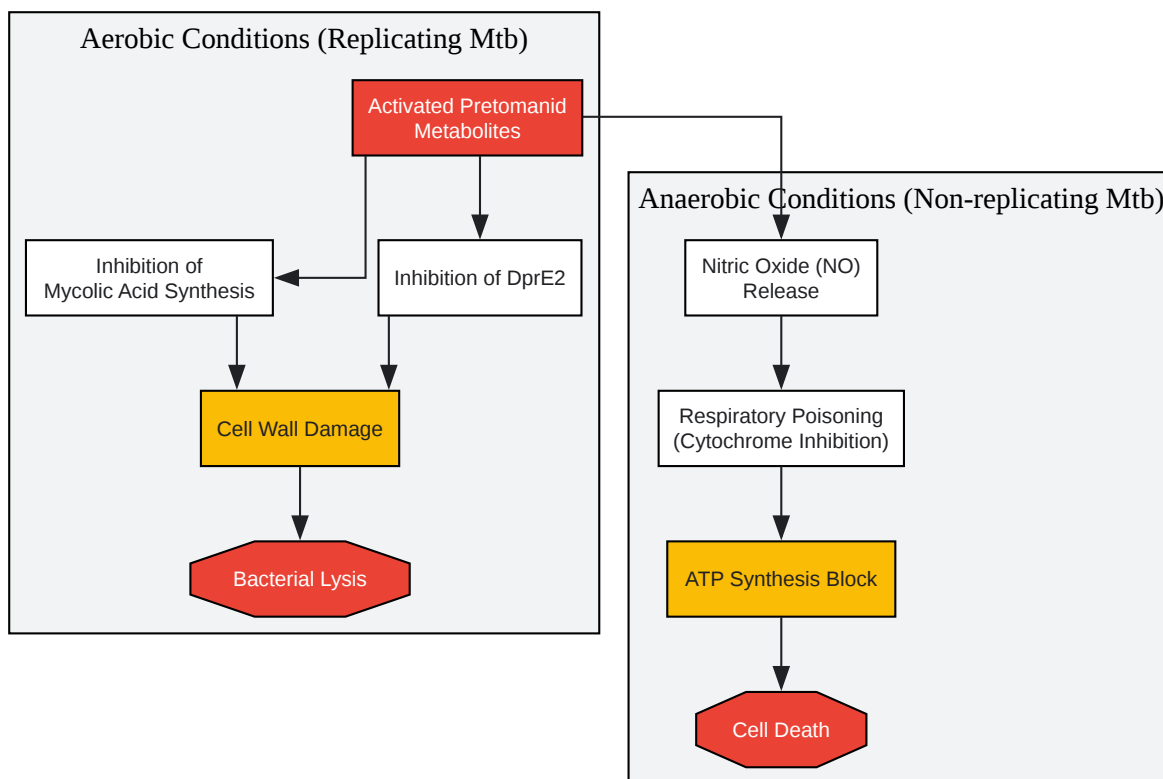 Aerobic Conditions (Replicating Mtb)
Activated Pretomanid
Metabolites
Inhibition of
Mycolic Acid Synthesis
Inhibition of DprE2
Cell Wall Damage
Bacterial Lysis
Anaerobic Conditions (Non-replicating Mtb)
Nitric Oxide (NO)
Release
Respiratory Poisoning
(Cytochrome Inhibition)
ATP Synthesis Block
Cell Death